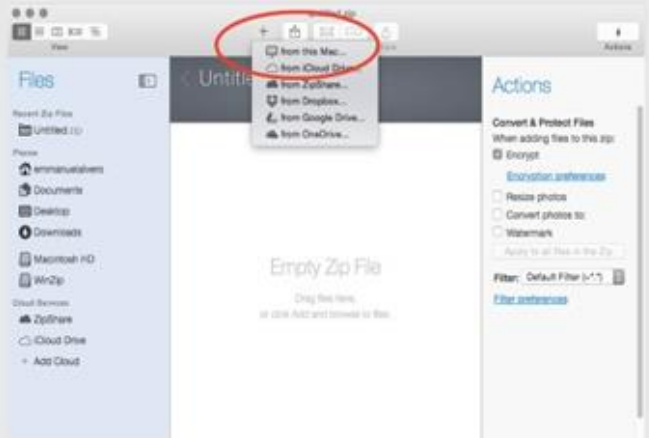 Untitled.zip
View
Actions
from this Mac...
from iCloud Drive...
from ZipShare...
from Dropbox...
from Google Drive...
from OneDrive...
Files
Recent Zip Files
Untitled (1)
Places
Documents
Desktop
Downloads
Macintosh HD
WinZip
Cloud Services
ZipShare
iCloud Drive
+ Add Cloud
Untitle
Empty Zip File
Drag files here,
or click Add and browse to files.
Actions
Convert & Protect Files
When adding files to this zip:
Encrypt
Encryption preferences
Resize photos
Convert photos to:
Watermark
Apply to all files in the Zip
Filter: Default Filter (*.*)
Filter preferences